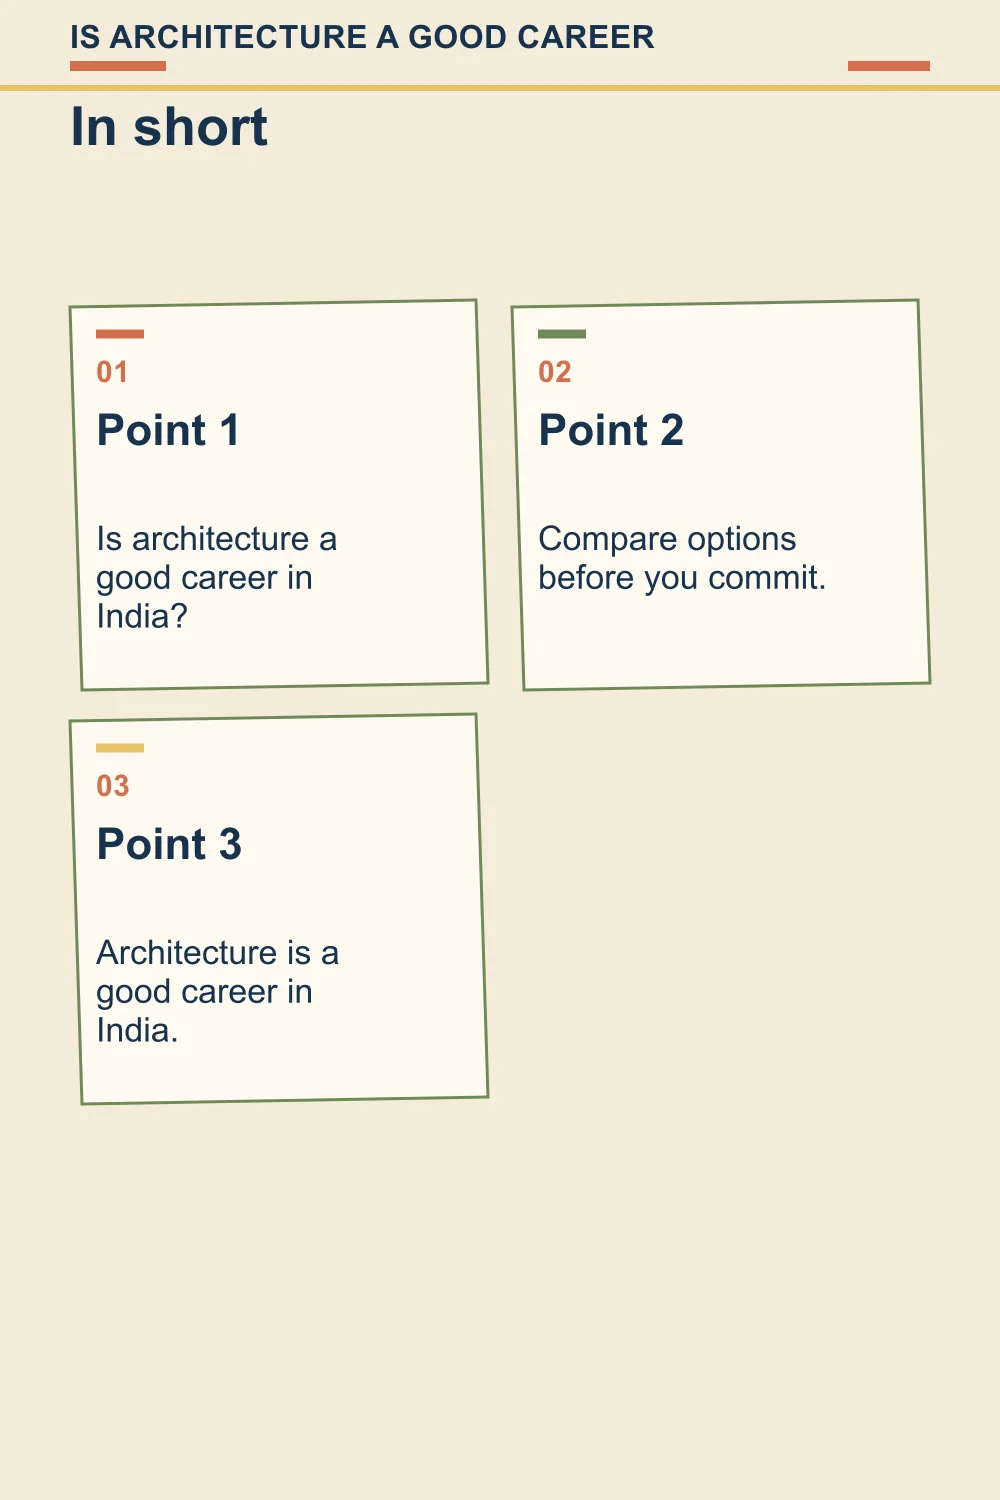 IS ARCHITECTURE A GOOD CAREER
In short
01
Point 1
Is architecture a
good career in
India?
02
Point 2
Compare options
before you commit.
03
Point 3
Architecture is a
good career in
India.